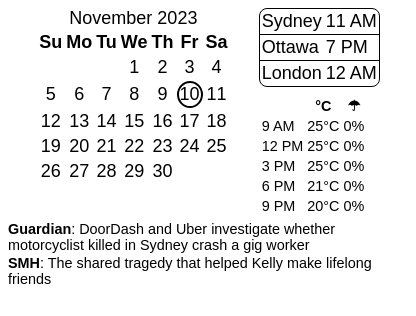 November 2023
Su Mo Tu We Th Fr Sa
1 2 3 4
5 6 7 8 9 10 11
12 13 14 15 16 17 18
19 20 21 22 23 24 25
26 27 28 29 30
Sydney 11 AM
Ottawa 7 PM
London 12 AM
°C ☂
9 AM 25°C 0%
12 PM 25°C 0%
3 PM 25°C 0%
6 PM 21°C 0%
9 PM 20°C 0%
Guardian: DoorDash and Uber investigate whether
motorcyclist killed in Sydney crash a gig worker
SMH: The shared tragedy that helped Kelly make lifelong
friends